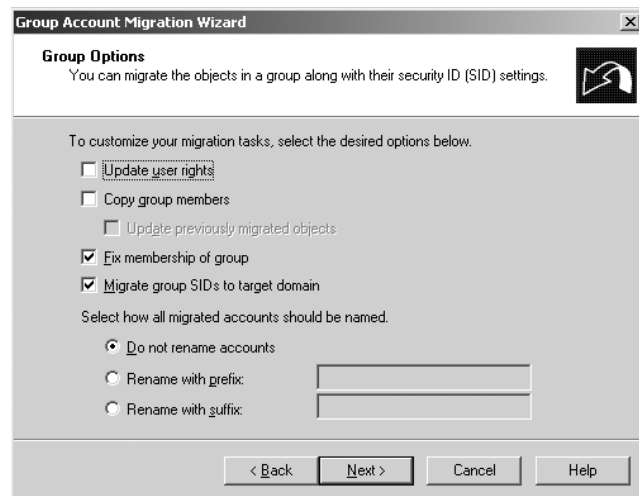 Group Account Migration Wizard
Group Options
You can migrate the objects in a group along with their security ID (SID) settings.
To customize your migration tasks, select the desired options below.
Update user rights
Copy group members
Update previously migrated objects
Fix membership of group
Migrate group SIDs to target domain
Select how all migrated accounts should be named.
Do not rename accounts
Rename with prefix:
Rename with suffix:
< Back Next > Cancel Help